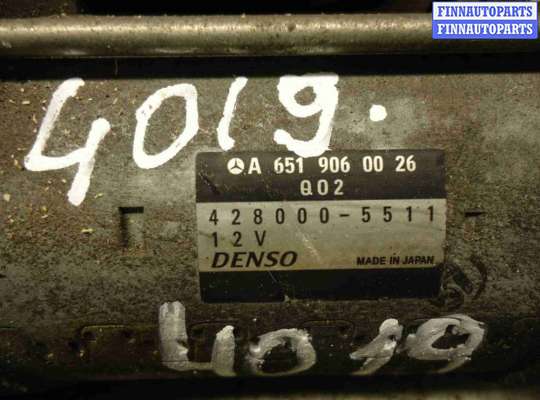 FINNAUTOPARTS
FINNAUTOPARTS
4019.
A 651 906 00 26
Q02
428000-5511
12V
DENSO MADE IN JAPAN
4019